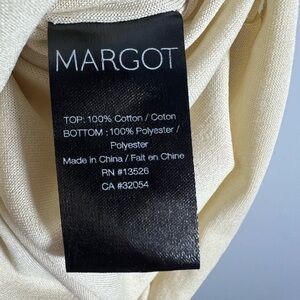 MARGOT
TOP: 100% Cotton / Coton
BOTTOM : 100% Polyester /
Polyester
Made in China / Fait en Chine
RN #13526
CA #32054